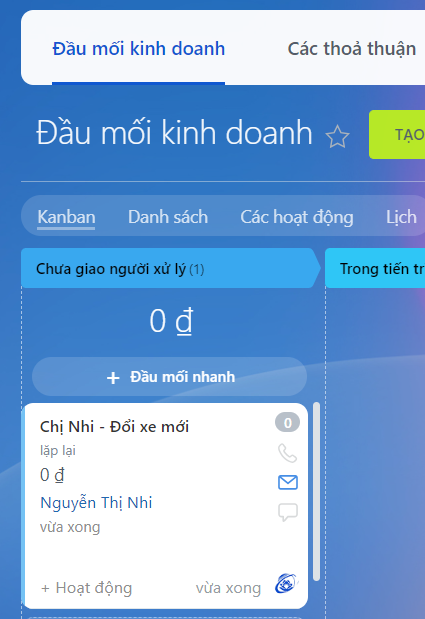 Đầu mối kinh doanh
Các thoả thuận
Đầu mối kinh doanh
TẠO
Kanban
Danh sách
Các hoạt động
Lịch
Chưa giao người xử lý (1)
Trong tiến tr
0 ₫
+ Đầu mối nhanh
Chị Nhi - Đổi xe mới
0
lặp lại
0 ₫
Nguyễn Thị Nhi
vừa xong
+ Hoạt động
vừa xong